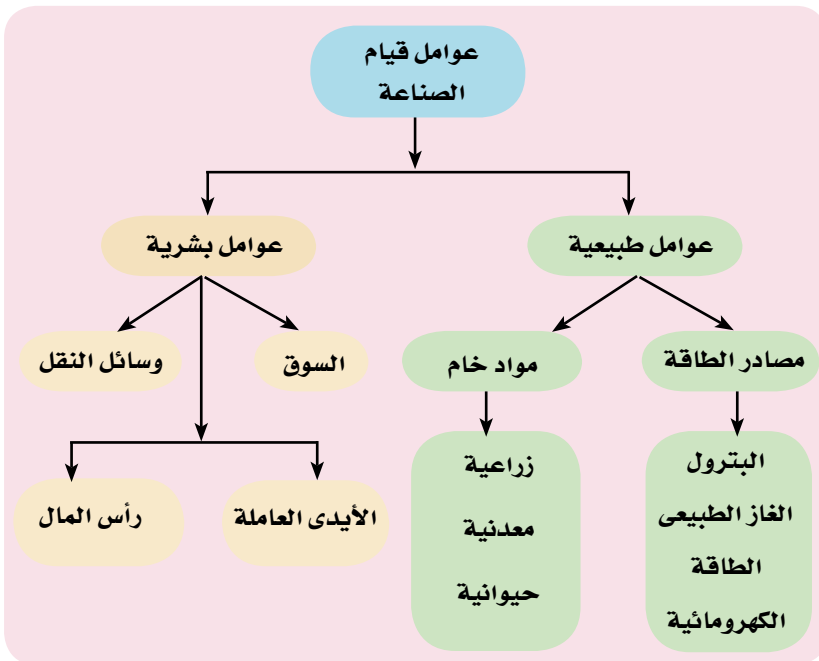 عوامل قيام
الصناعة
عوامل طبيعية
عوامل بشرية
مصادر الطاقة
مواد خام
السوق
وسائل النقل
البترول
الغاز الطبيعى
الطاقة
الكهرومائية
زراعية
معدنية
حيوانية
الأيدى العاملة
رأس المال